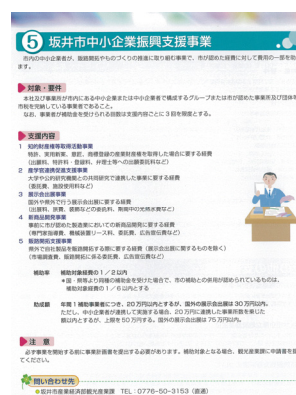 ⑤ 坂井市中小企業振興支援事業
市内の中小企業者が、販路開拓やものづくりの推進に取り組む事業で、市が認めた経費に対して費用の一部を助
ます。
対象・要件
本社及び事業所が市内にある中小企業または中小企業者で構成するグループまたは市が認めた事業所及び団体等
市税を完納している事業者であること。
なお、事業者が補助金を受けられる回数は支援内容ごとに3回を限度とする。
支援内容
1 知的財産権等取得活動事業
特許、実用新案、意匠、商標登録の産業財産権を取得した場合に要する経費
(出願料、特許料・登録料、弁理士等への出願委託料など)
2 産学官連携促進支援事業
大学や公的研究機関との共同研究で連携した事業に要する経費
(委託費、施設使用料など)
3 展示会出展事業
国外や県外で行う展示会出展に要する経費
(出展料、旅費、装飾などの委託料、期間中の光熱水費など)
4 新商品開発事業
事前に市が認めた製造業において新商品開発に要する経費
(専門家指導費、機械装置リース料、委託費、広告宣伝費など)
5 販路開拓支援事業
県外で自社製品を販路開拓する際に要する経費(展示会出展に関するものを除く)
(市場調査費、販路開拓に係る委託費、広告宣伝費など)
補助率 補助対象経費の1/2以内
*国・県等より同種の補助金を受けた場合で、市の補助との併用が認められているものは、
補助対象経費の1/6以内とする
助成額 年間1補助事業者につき、20万円以内とするが、国外の展示会出展は30万円以内。
ただし、中小企業者が連携して実施する場合、20万円に連携した事業所数を乗じた
額以内とするが、上限を50万円する。国外の展示会出展は75万円以内。
注 意
必ず事業を開始する前に事業計画書を提出する必要があります。補助対象となる場合、観光産業課に申請書を提
てください。
問い合わせ先
坂井市産業経済部観光産業課 TEL:0776-50-3153(直通)